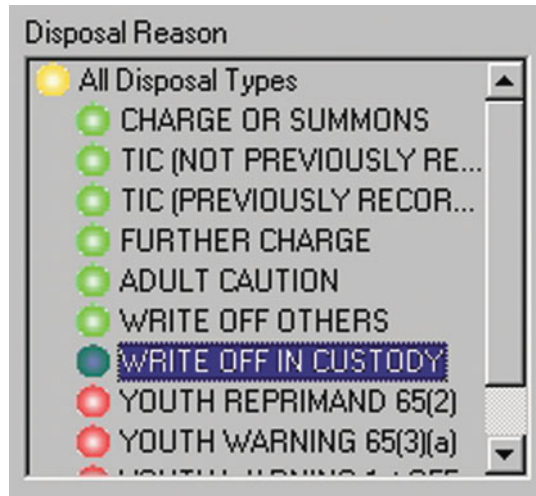 Disposal Reason
All Disposal Types
CHARGE OR SUMMONS
TIC (NOT PREVIOUSLY RE...
TIC (PREVIOUSLY RECOR...
FURTHER CHARGE
ADULT CAUTION
WRITE OFF OTHERS
WRITE OFF IN CUSTODY
YOUTH REPRIMAND 65(2)
YOUTH WARNING 65(3)(a)